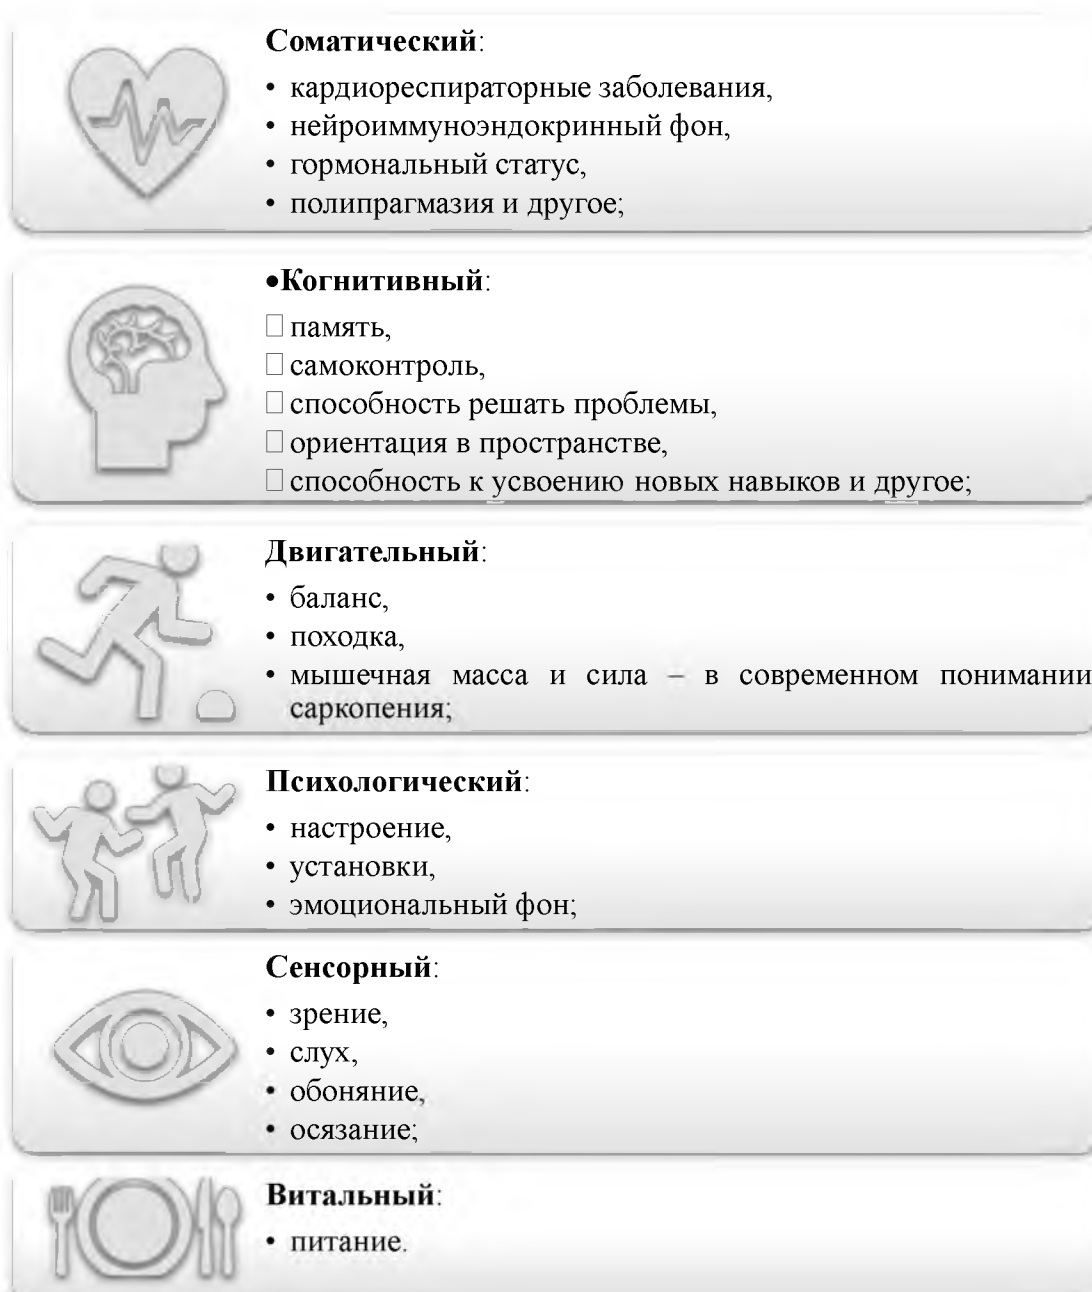 Соматический:
• кардиореспираторные заболевания,
• нейроиммуноэндокринный фон,
• гормональный статус,
• полипрагмазия и другое;
•Когнитивный:
□ память,
□ самоконтроль,
□ способность решать проблемы,
□ ориентация в пространстве,
□ способность к усвоению новых навыков и другое;
Двигательный:
• баланс,
• походка,
• мышечная масса и сила – в современном понимании
саркопения;
Психологический:
• настроение,
• установки,
• эмоциональный фон;
Сенсорный:
• зрение,
• слух,
• обоняние,
• осязание;
Витальный:
• питание.